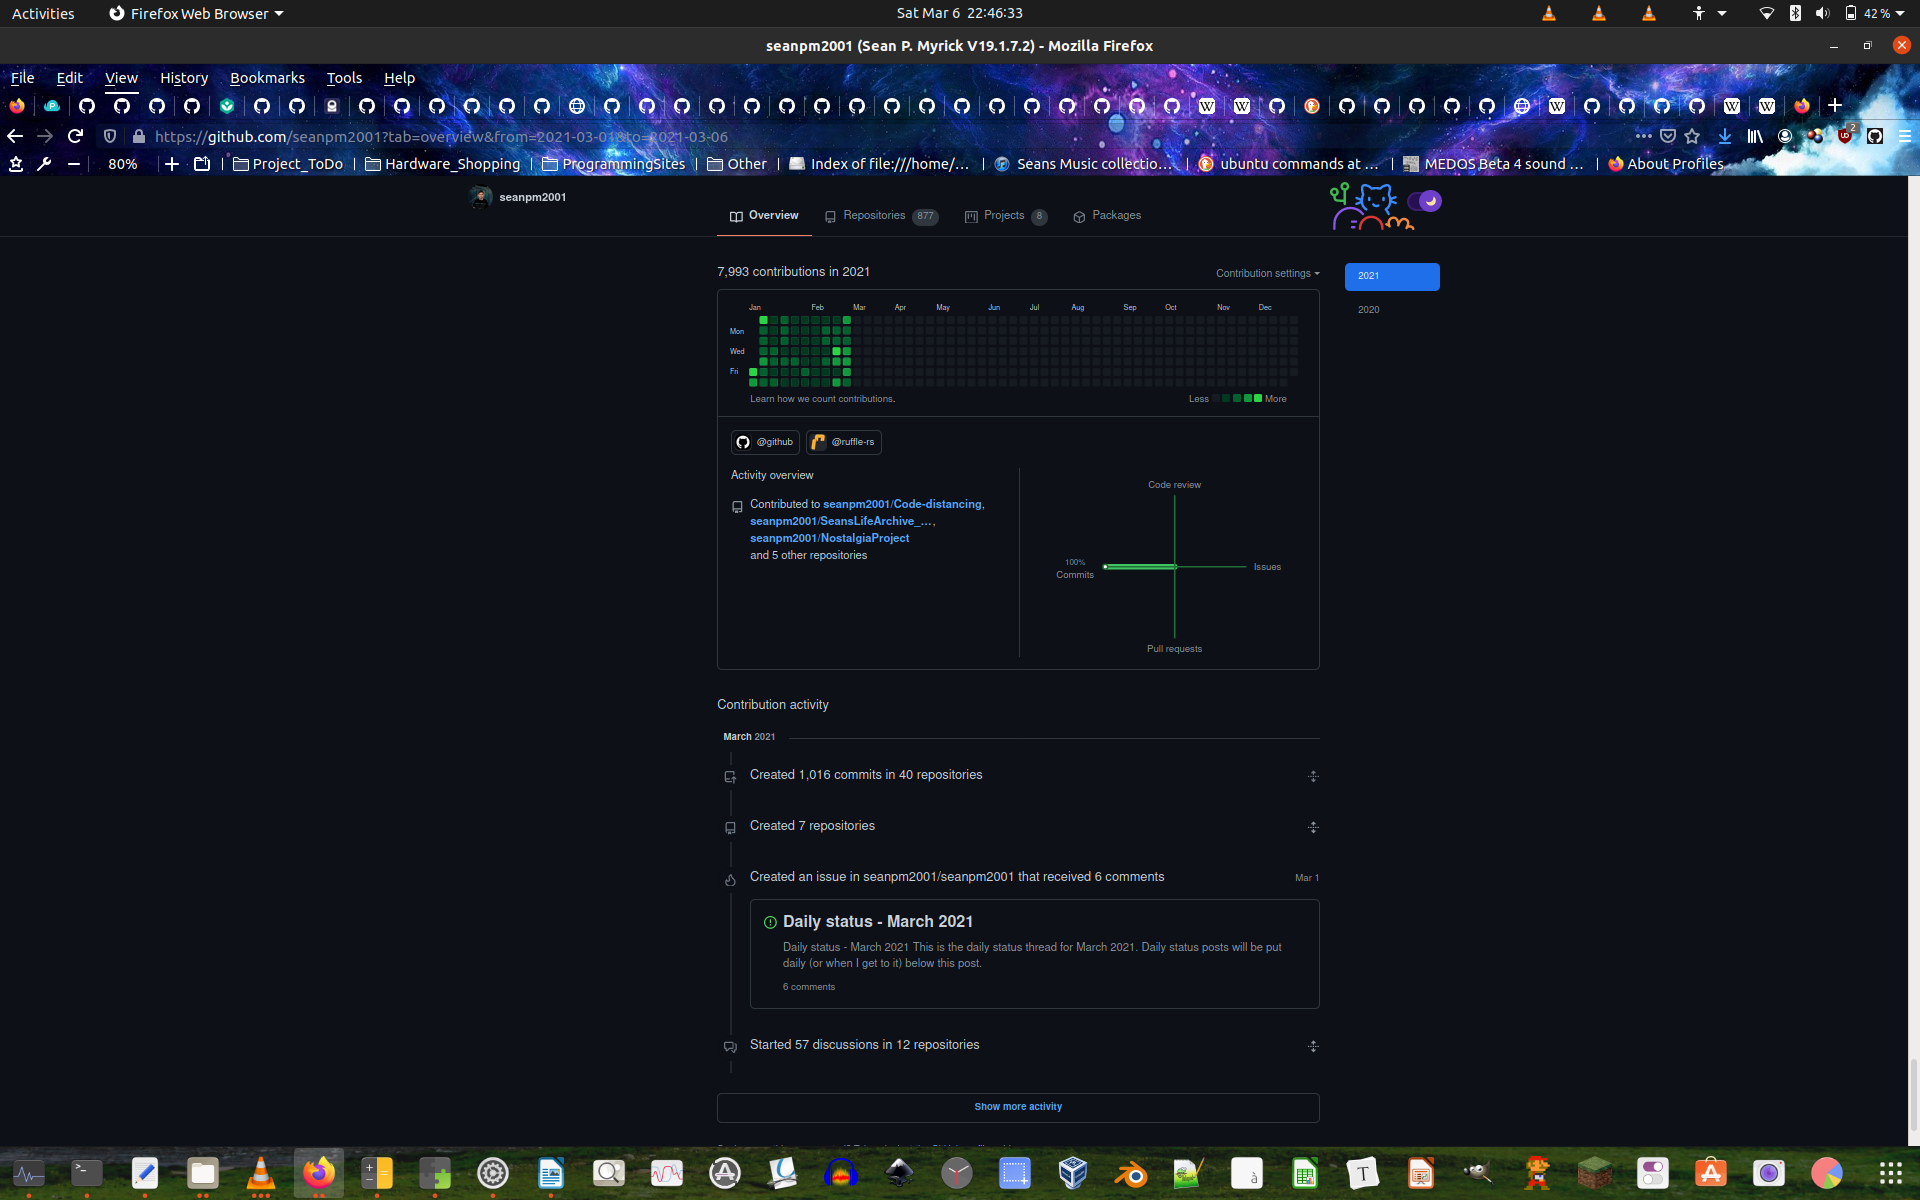 Activities
Firefox Web Browser
Sat Mar 6 22:46:33
42 %
seanpm2001 (Sean P. Myrick V19.1.7.2) - Mozilla Firefox
File Edit View History Bookmarks Tools Help
https://github.com/seanpm2001?tab=overview&from=2021-03-01&to=2021-03-06
2
80%
Project_ToDo
Hardware_Shopping
ProgrammingSites
Other
Index of file:///home/...
Seans Music collectio...
ubuntu commands at ...
MEDOS Beta 4 sound ...
About Profiles
seanpm2001
Overview
Repositories 877
Projects 8
Packages
7,993 contributions in 2021
Contribution settings
2021
2020
Jan Feb Mar Apr May Jun Jul Aug Sep Oct Nov Dec
Mon
Wed
Fri
Learn how we count contributions.
Less
More
@github
@ruffle-rs
Activity overview
Contributed to seanpm2001/Code-distancing,
seanpm2001/SeansLifeArchive_...,
seanpm2001/NostalgiaProject
and 5 other repositories
Code review
100%
Commits
Issues
Pull requests
Contribution activity
March 2021
Created 1,016 commits in 40 repositories
Created 7 repositories
Created an issue in seanpm2001/seanpm2001 that received 6 comments
Mar 1
Daily status - March 2021
Daily status - March 2021 This is the daily status thread for March 2021. Daily status posts will be put
daily (or when I get to it) below this post.
6 comments
Started 57 discussions in 12 repositories
Show more activity